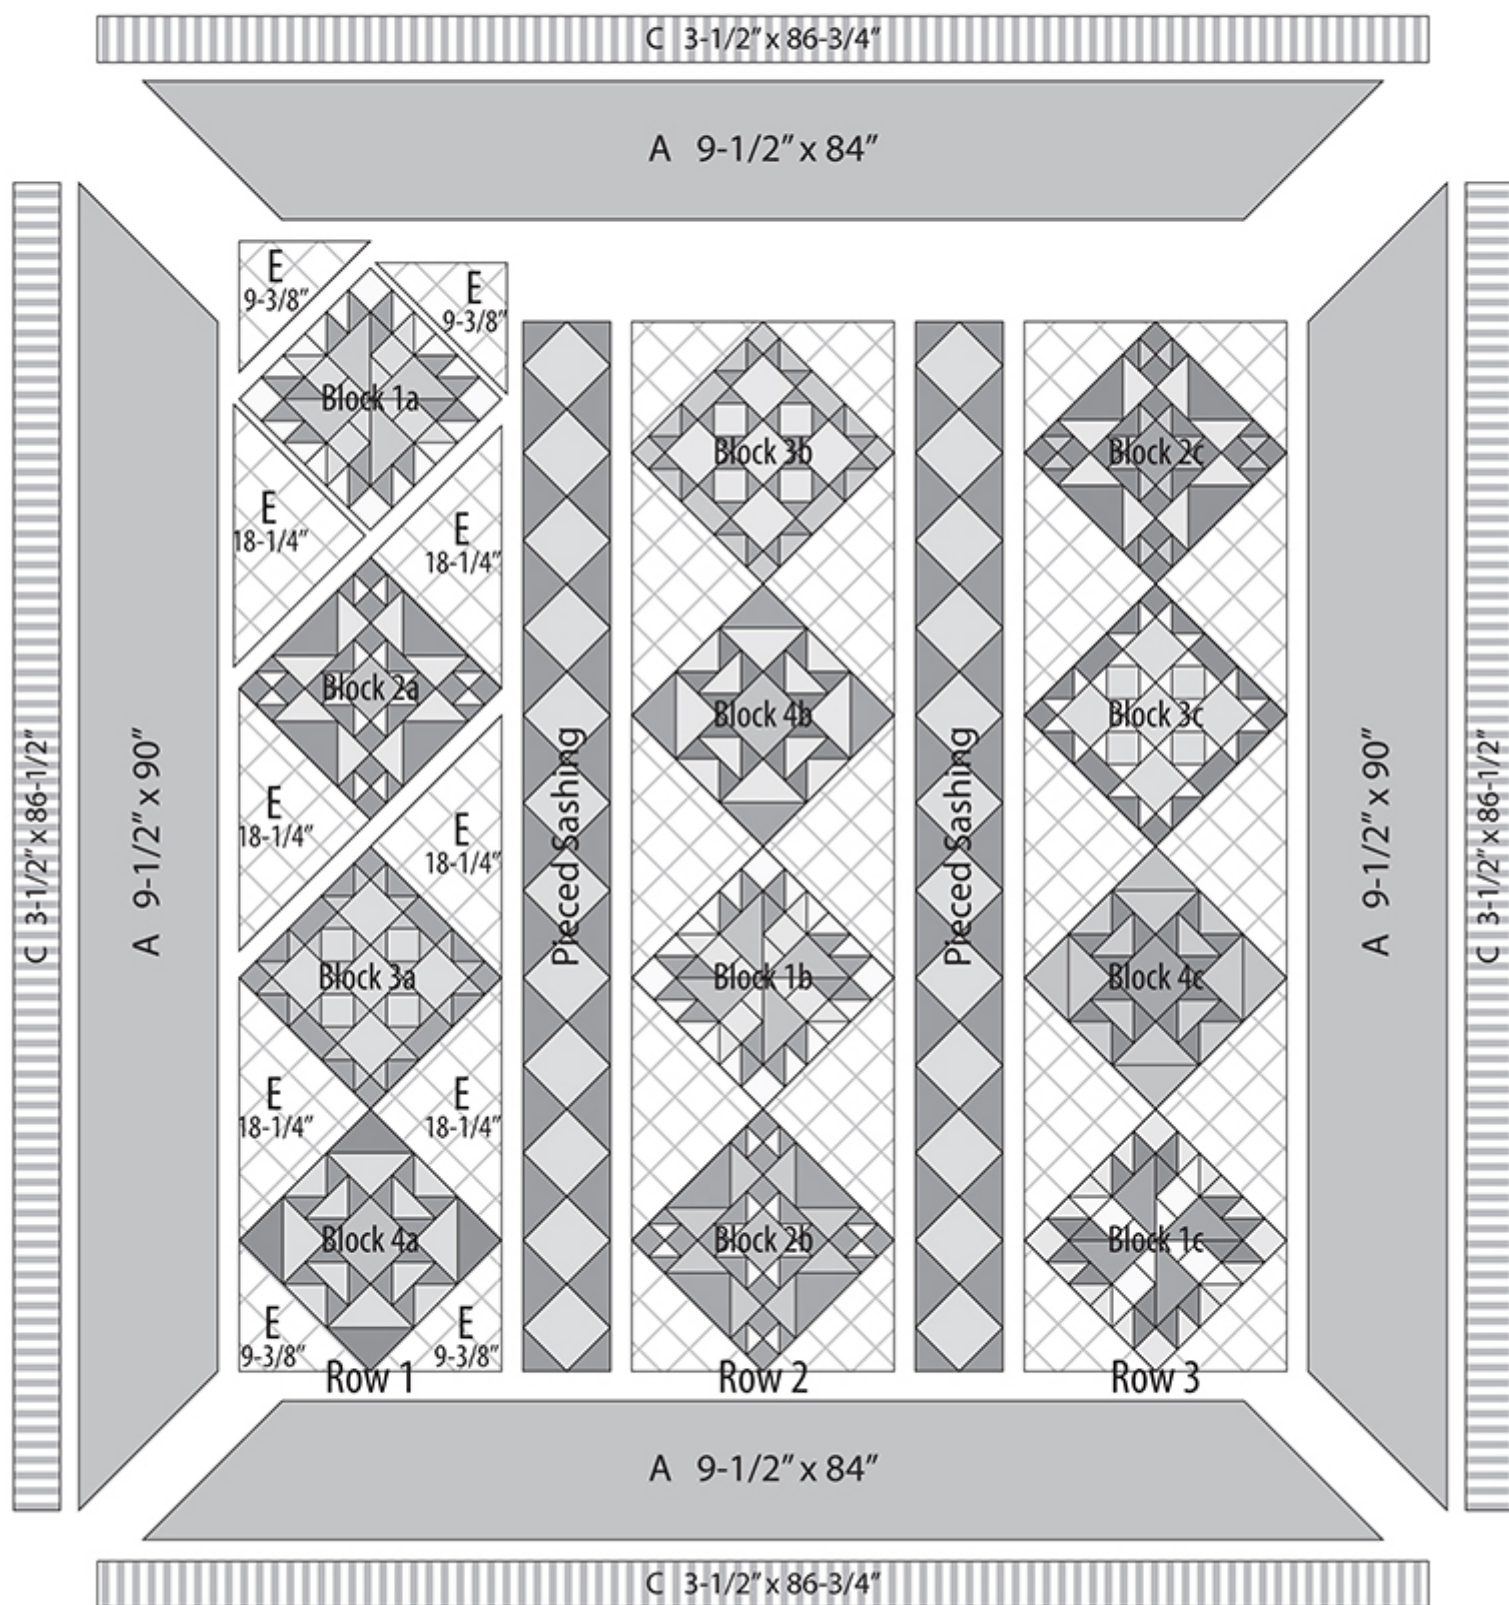 C 3-1/2” x 86-3/4”
A 9-1/2” x 84”
C 3-1/2” x 86-1/2”
A 9-1/2” x 90”
E
9-3/8”
E
9-3/8”
Block 1a
E
18-1/4”
E
18-1/4”
Block 2a
E
18-1/4”
E
18-1/4”
Block 3a
E
18-1/4”
E
18-1/4”
Block 4a
E
9-3/8”
E
9-3/8”
Row 1
Pieced Sashing
Block 3b
Block 4b
Block 1b
Block 2b
Row 2
Pieced Sashing
Block 2c
Block 3c
Block 4c
Block 1c
Row 3
A 9-1/2” x 90”
C 3-1/2” x 86-1/2”
A 9-1/2” x 84”
C 3-1/2” x 86-3/4”